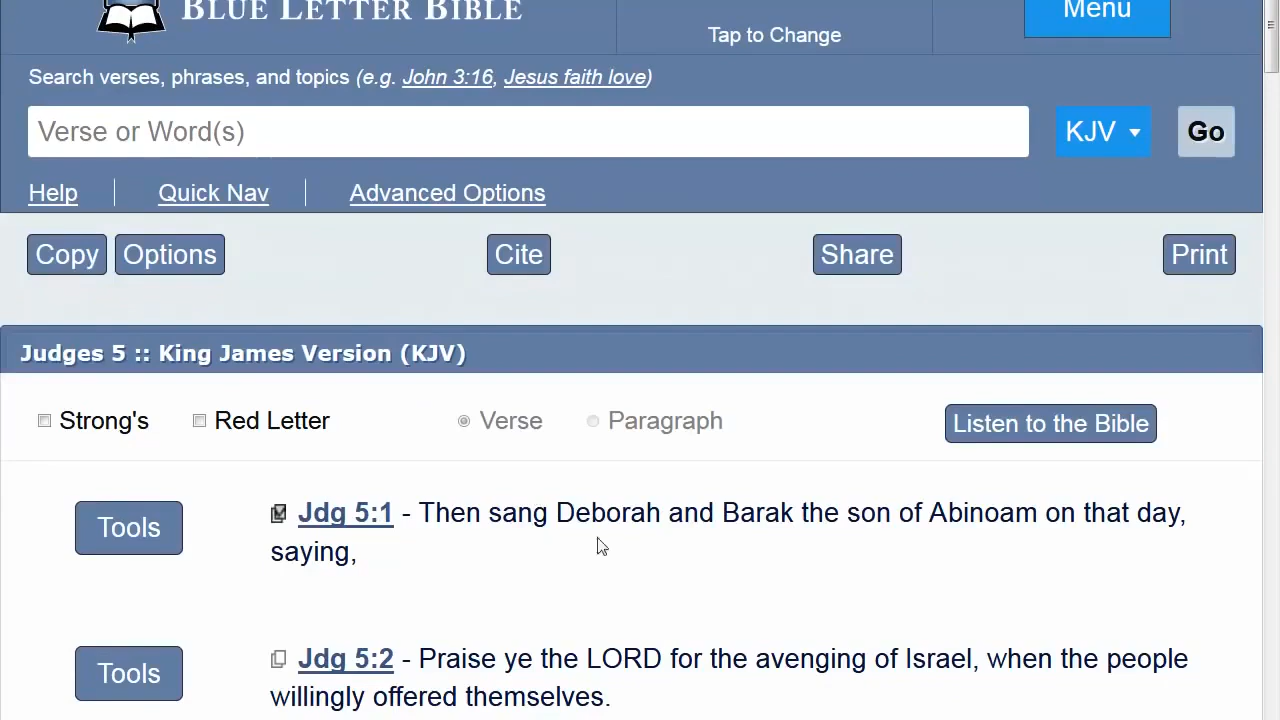 BLUE LETTER BIBLE
Tap to Change
Menu
Search verses, phrases, and topics (e.g. John 3:16, Jesus faith love)
Verse or Word(s)
KJV
Go
Help
Quick Nav
Advanced Options
Copy
Options
Cite
Share
Print
Judges 5 :: King James Version (KJV)
Strong's
Red Letter
Verse
Paragraph
Listen to the Bible
Tools
Jdg 5:1 - Then sang Deborah and Barak the son of Abinoam on that day,
saying,
Tools
Jdg 5:2 - Praise ye the LORD for the avenging of Israel, when the people
willingly offered themselves.